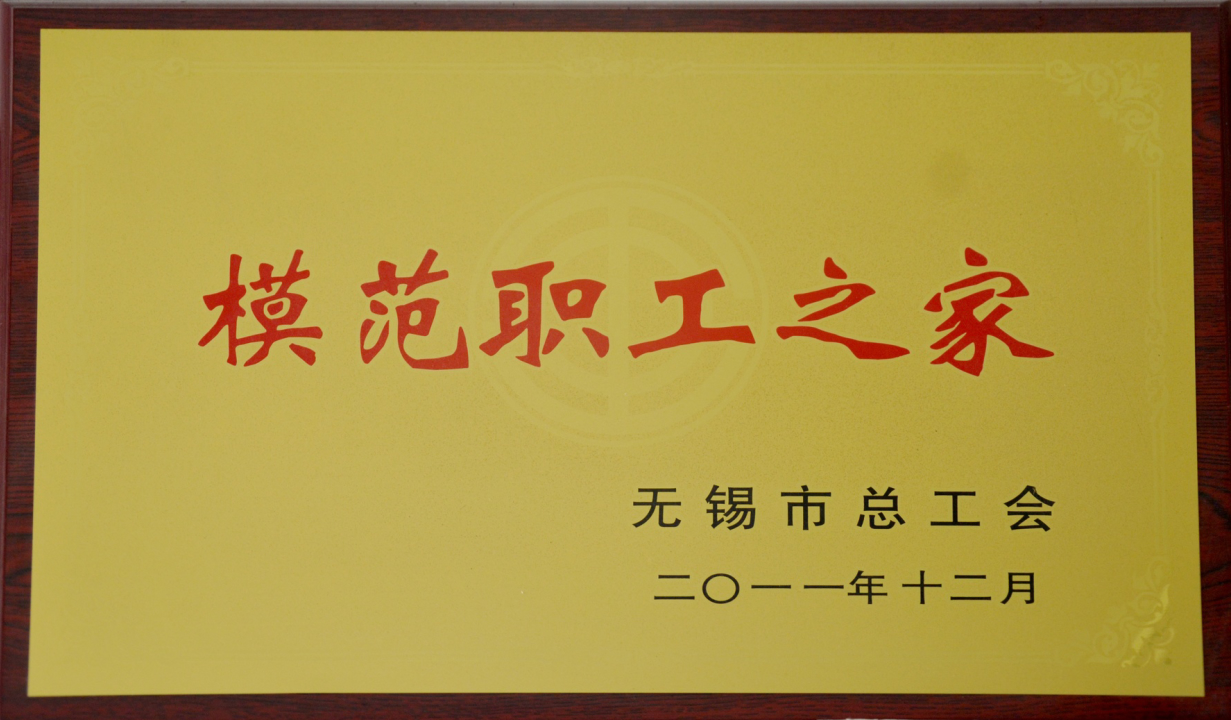 模范职工之家
无锡市总工会
二〇一一年十二月